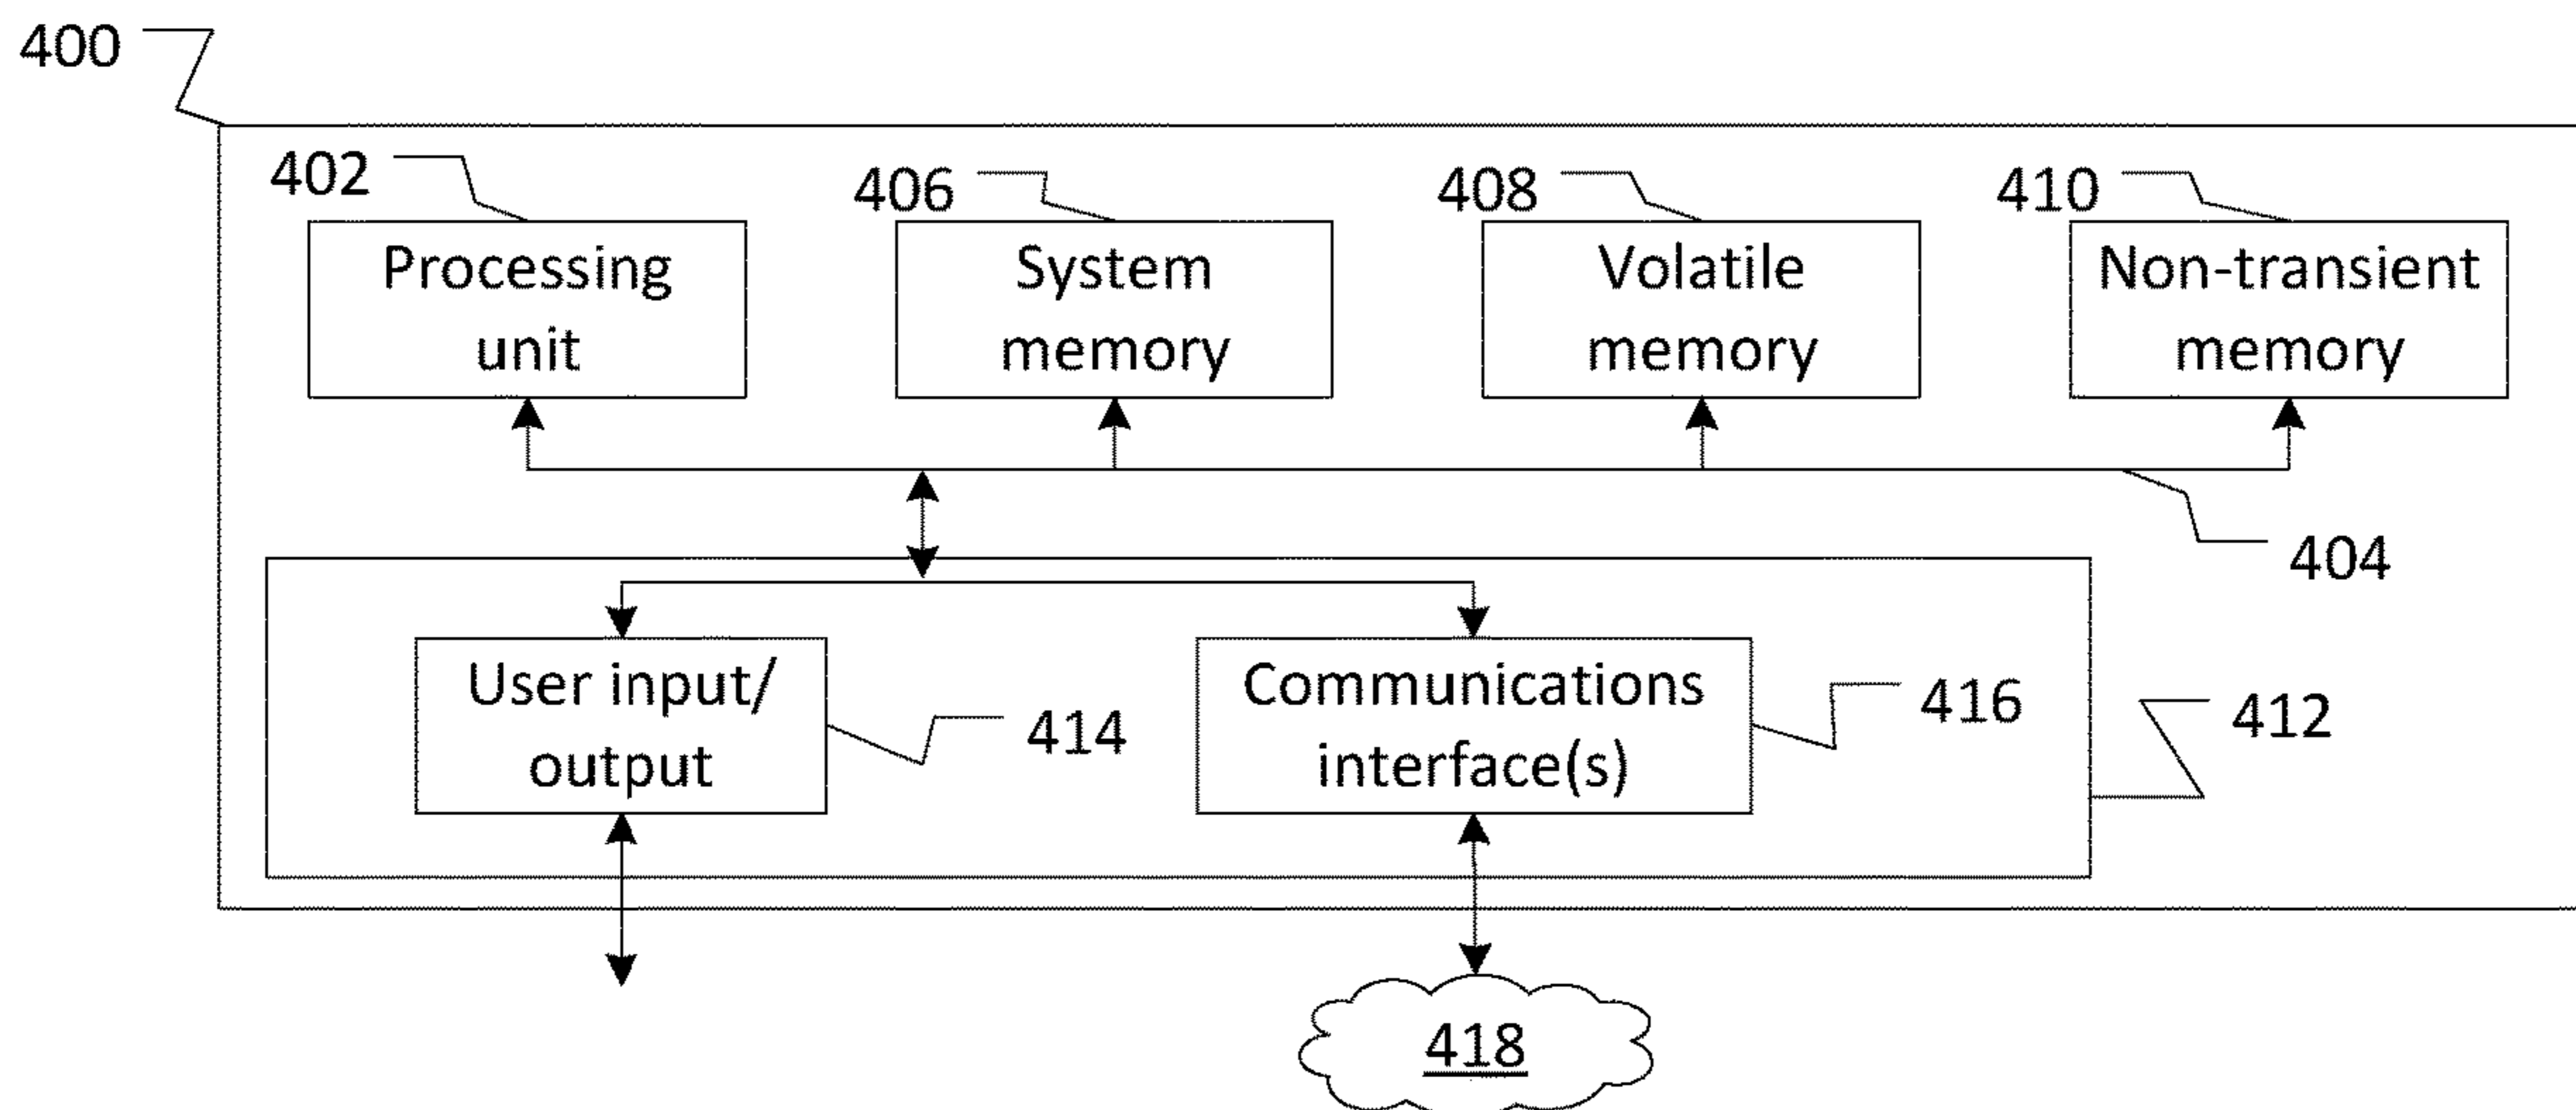 400
402
406
408
410
Processing
unit
System
memory
Volatile
memory
Non-transient
memory
404
User input/
output
414
Communications
interface(s)
416
412
418